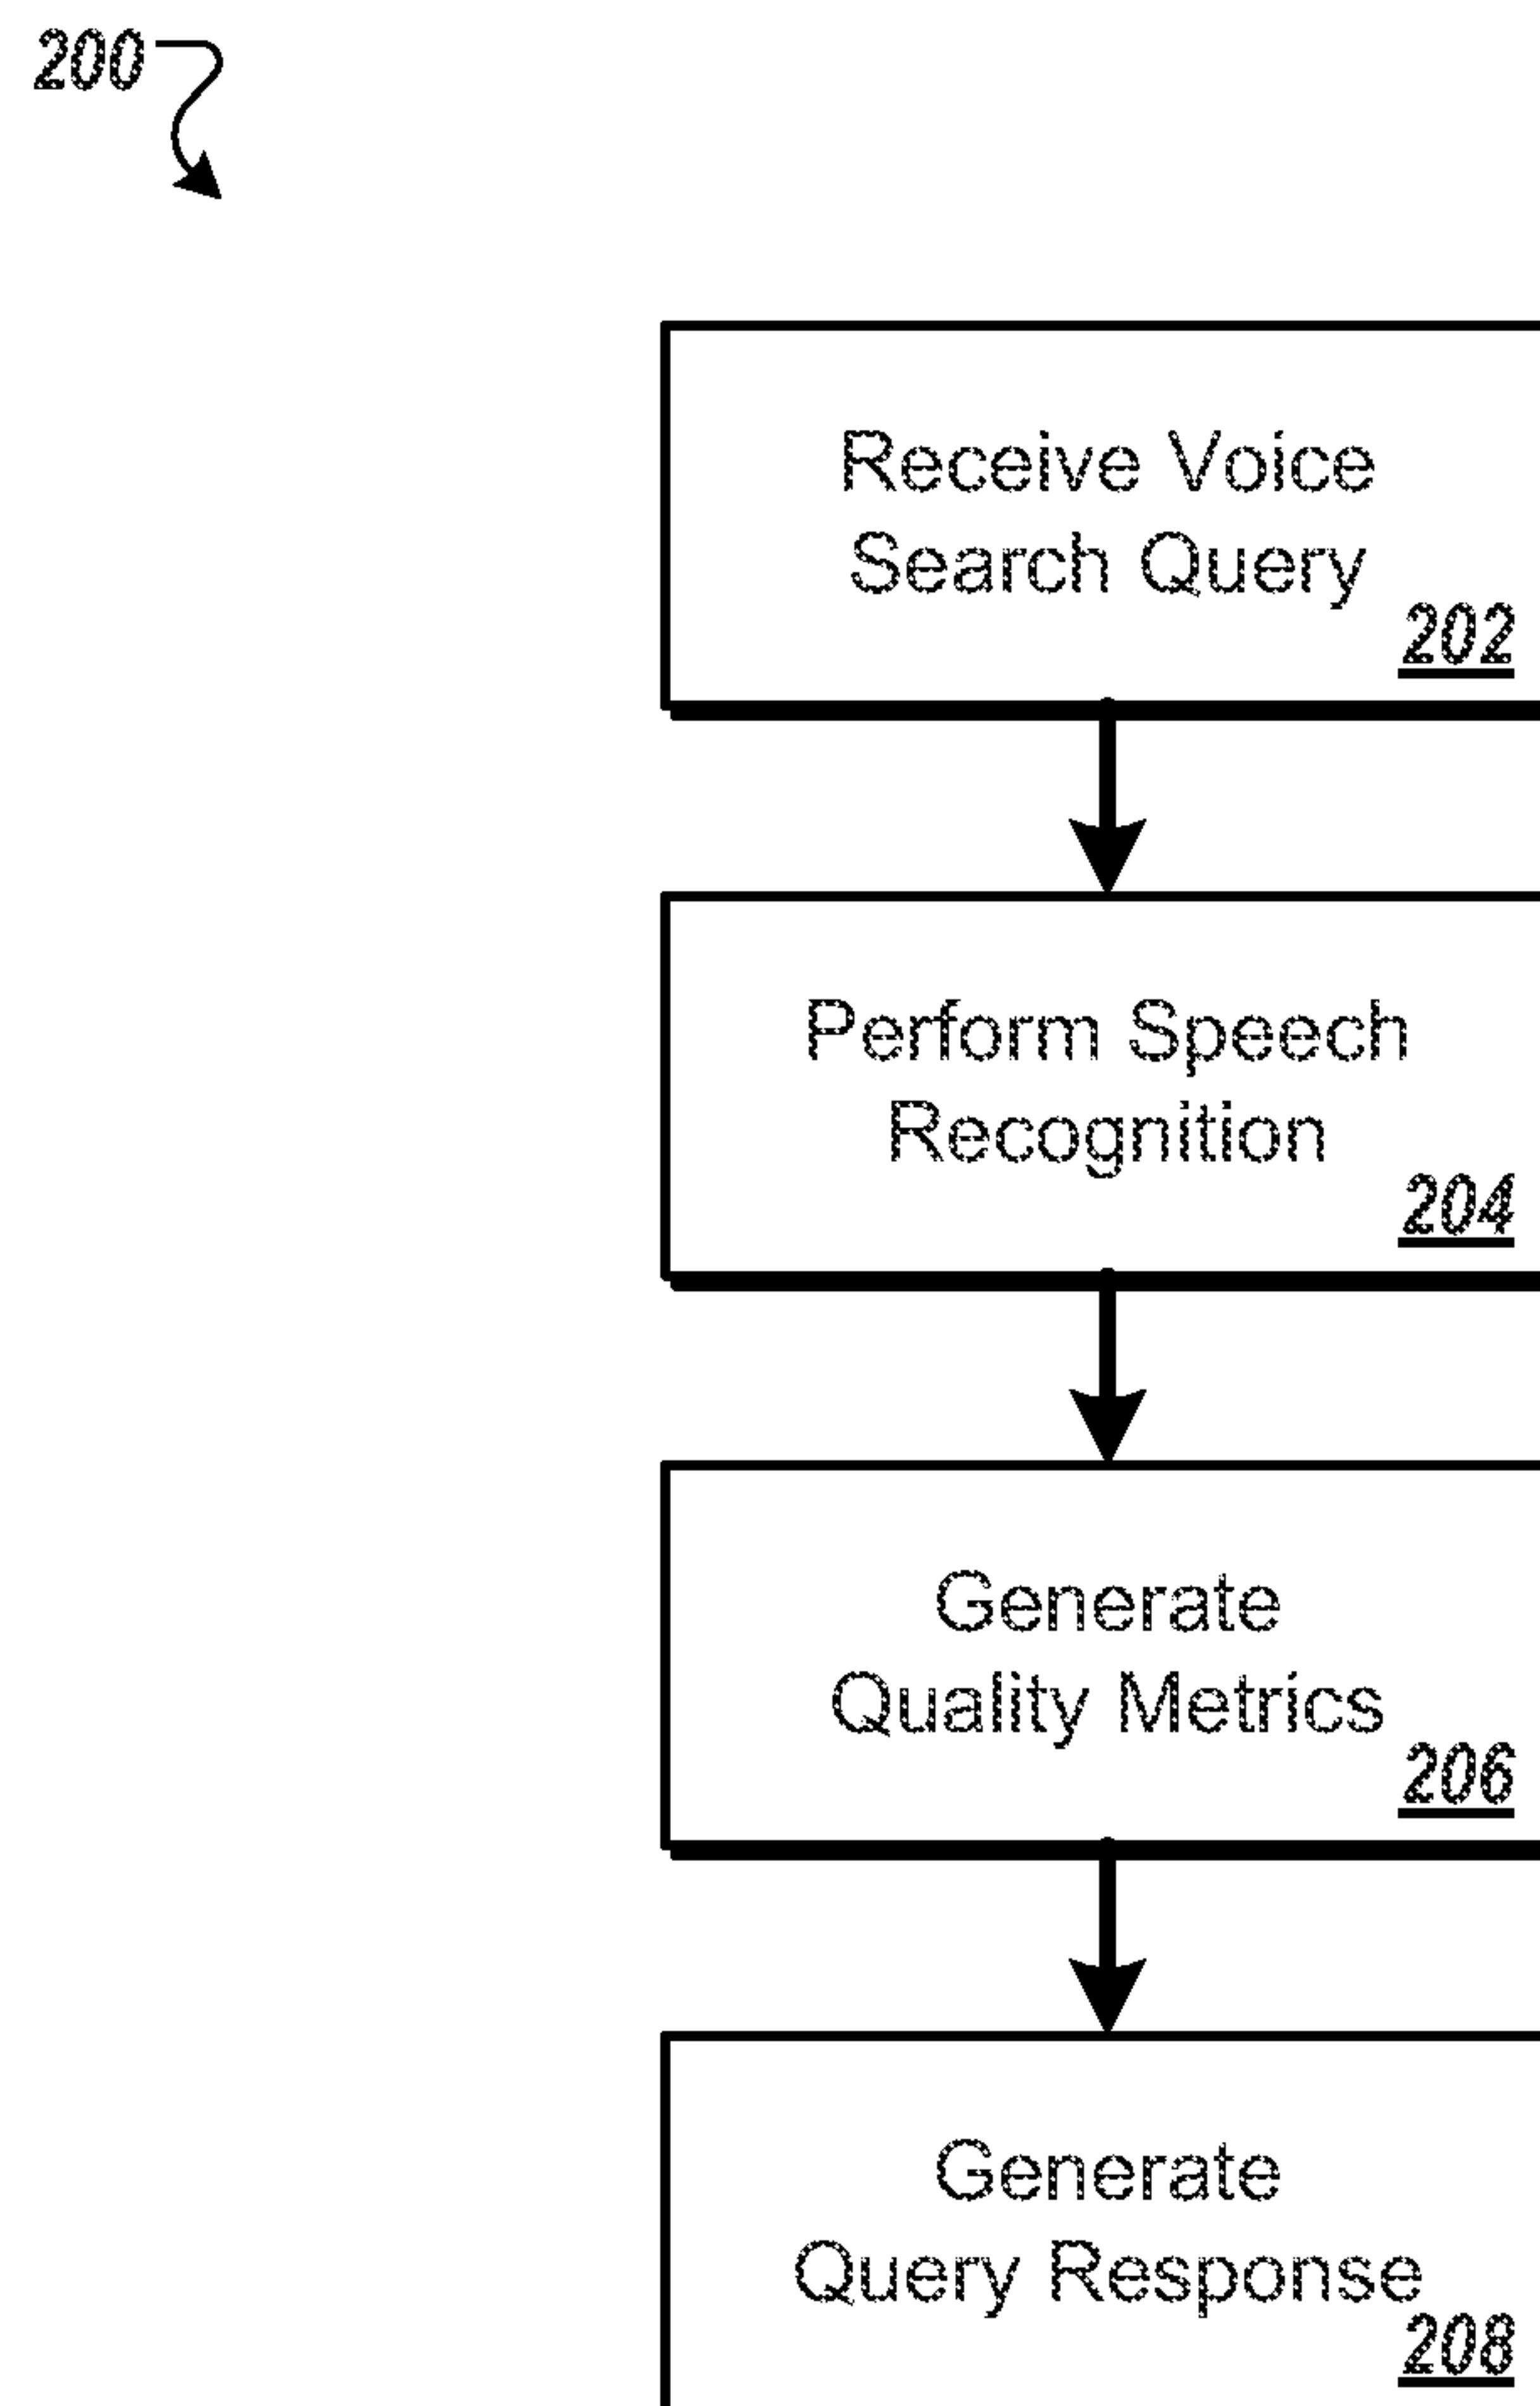 200
Receive Voice
Search Query
202
Perform Speech
Recognition
204
Generate
Quality Metrics
206
Generate
Query Response
208